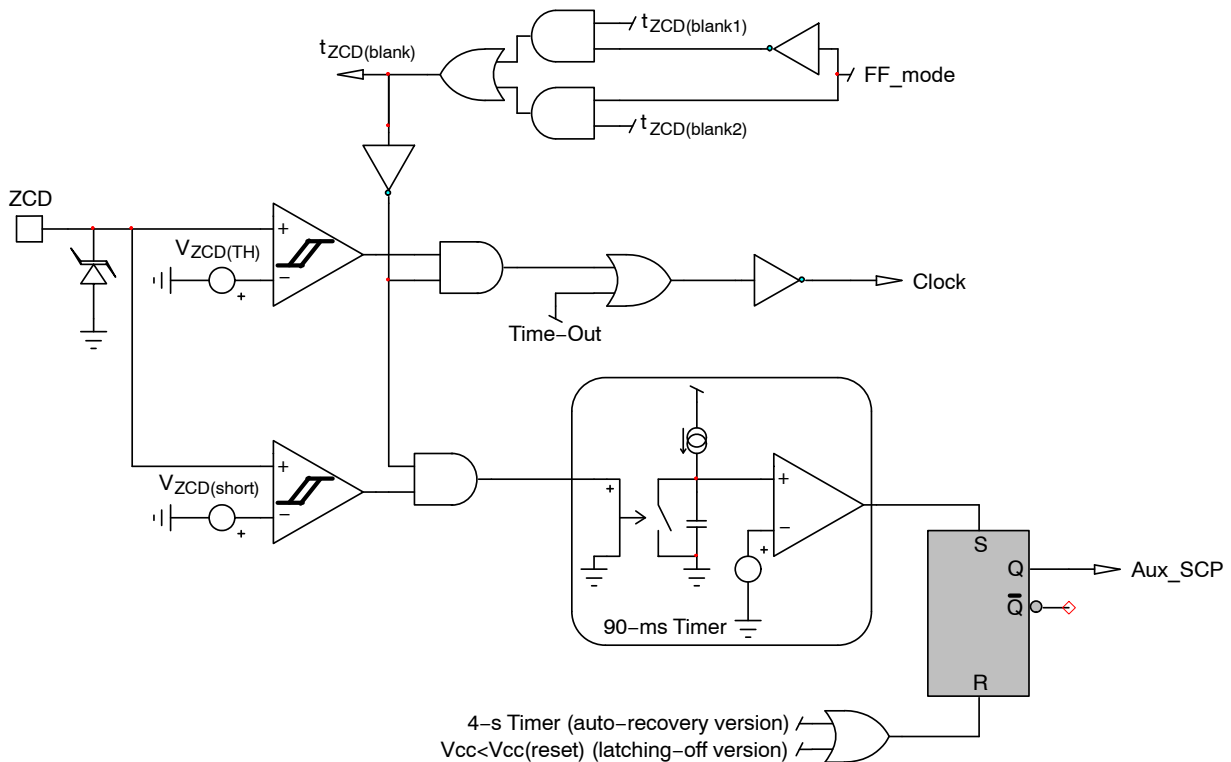 tZCD(blank1)
tZCD(blank)
FF_mode
tZCD(blank2)
ZCD
VZCD(TH)
+
−
+
Clock
Time−Out
VZCD(short)
+
−
+
+
+
−
+
90−ms Timer
S
Q
Aux_SCP
Q
R
4−s Timer (auto−recovery version)
Vcc<Vcc(reset) (latching−off version)